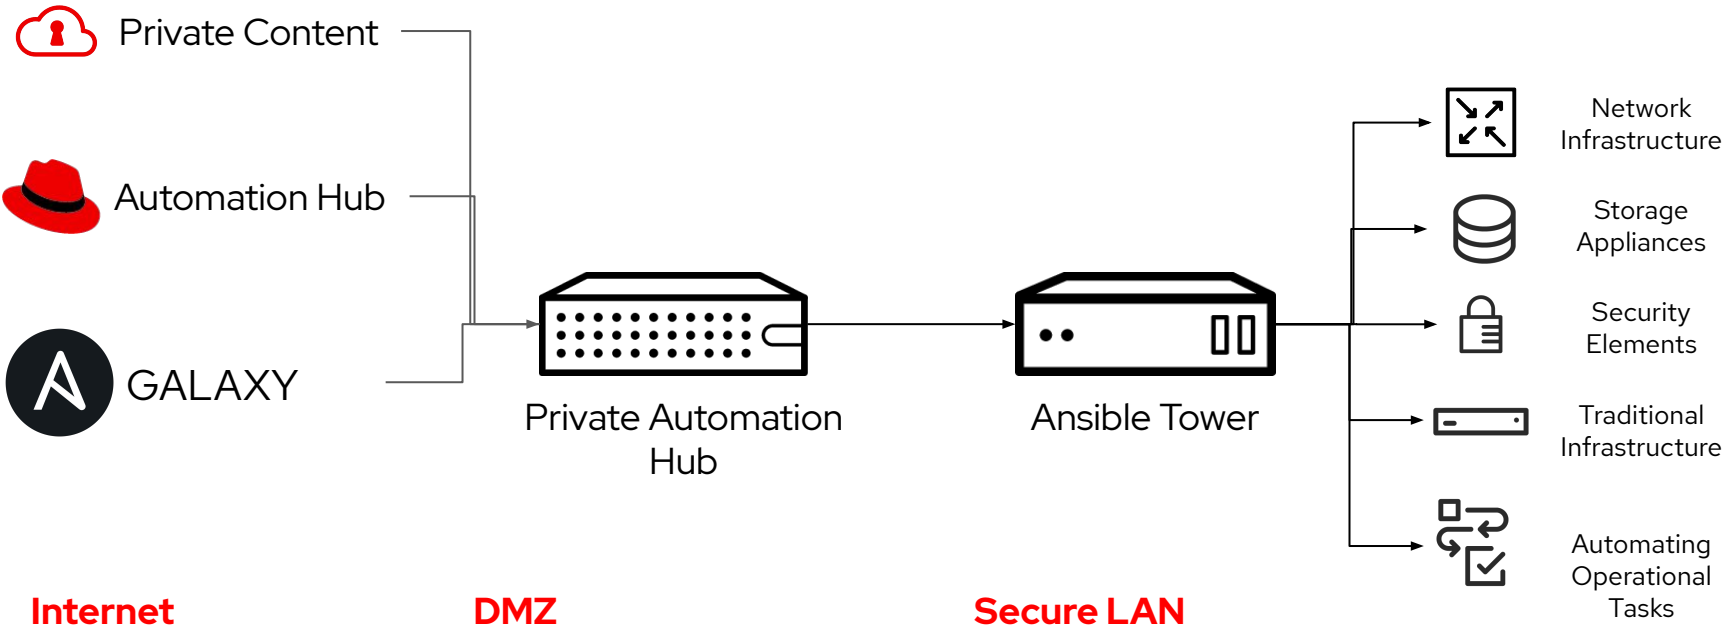 Private Content
Automation Hub
GALAXY
Private Automation
Hub
Ansible Tower
Network
Infrastructure
Storage
Appliances
Security
Elements
Traditional
Infrastructure
Automating
Operational
Tasks
Internet
DMZ
Secure LAN